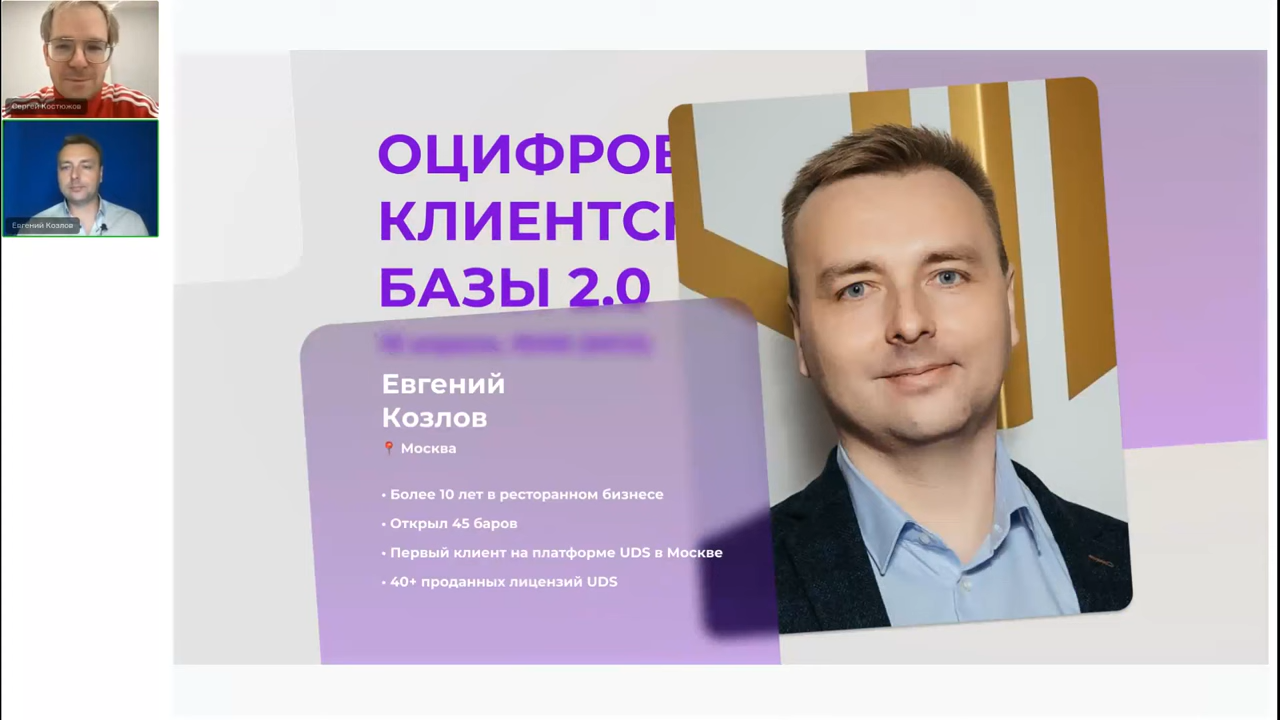 Сергей Костюжов
Евгений Козлов
ОЦИФРОВ
КЛИЕНТСК
БАЗЫ 2.0
Евгений
Козлов
Москва
• Более 10 лет в ресторанном бизнесе
• Открыл 45 баров
• Первый клиент на платформе UDS в Москве
• 40+ проданных лицензий UDS